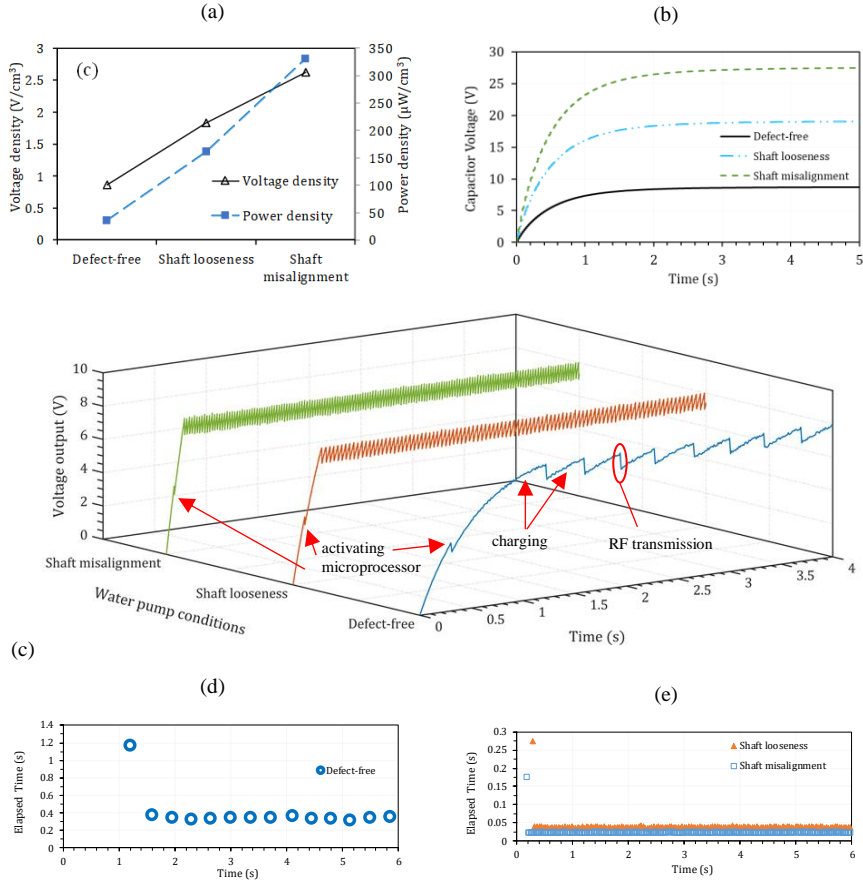 (a)
(b)
3
2.5
2
1.5
1
0.5
0
Voltage density (V/cm³)
(c)
Voltage density
Power density
350
300
250
200
150
100
50
0
Power density (μW/cm³)
Defect-free
Shaft looseness
Shaft
misalignment
30
25
20
15
10
5
0
Capacitor Voltage (V)
Defect-free
Shaft looseness
Shaft misalignment
0 1 2 3 4 5
Time (s)
10
8
6
4
2
0
Voltage output (V)
Shaft misalignment
Shaft looseness
Defect-free
Water pump conditions
activating
microprocessor
charging
RF transmission
0 0.5 1 1.5 2 2.5 3 3.5 4
Time (s)
(c)
(d)
(e)
1.4
1.2
1
0.8
0.6
0.4
0.2
0
Elapsed Time (s)
Defect-free
0 1 2 3 4 5 6
Time (s)
0.3
0.25
0.2
0.15
0.1
0.05
0
Elapsed Time (s)
Shaft looseness
Shaft misalignment
0 1 2 3 4 5 6
Time (s)